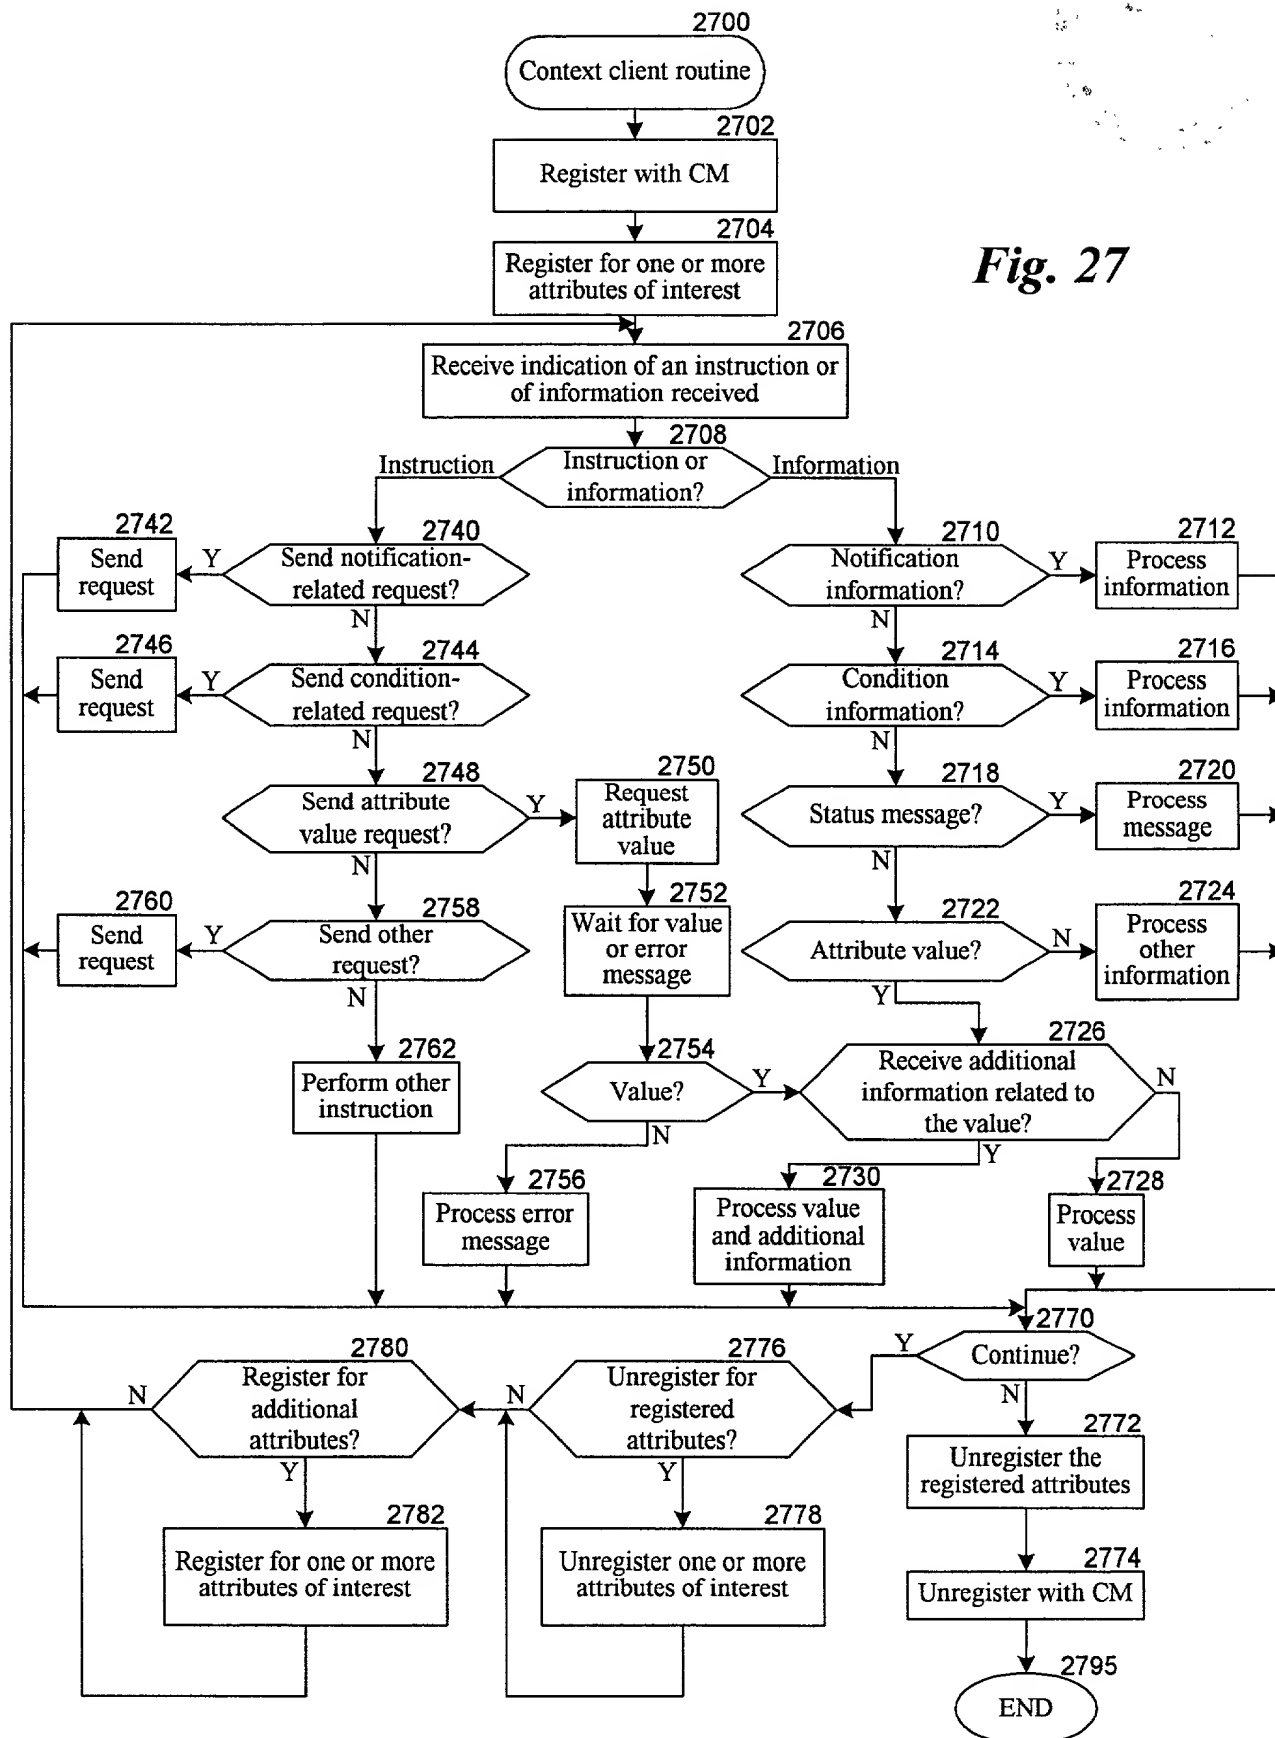 2700
Context client routine
2702
Register with CM
2704
Register for one or more
attributes of interest
Fig. 27
2706
Receive indication of an instruction or
of information received
2708
Instruction
Instruction or
information?
Information
2742
Send
request
Y
2740
Send notification-
related request?
N
2710
Notification
information?
Y
N
2712
Process
information
2746
Send
request
Y
2744
Send condition-
related request?
N
2714
Condition
information?
Y
N
2716
Process
information
2748
Send attribute
value request?
Y
N
2750
Request
attribute
value
2718
Status message?
Y
N
2720
Process
message
2760
Send
request
Y
2758
Send other
request?
N
2752
Wait for value
or error
message
2722
Attribute value?
N
Y
2724
Process
other
information
2762
Perform other
instruction
2754
Value?
Y
N
2726
Receive additional
information related to
the value?
N
Y
2756
Process error
message
2730
Process value
and additional
information
2728
Process
value
2770
Continue?
Y
N
2780
Register for
additional
attributes?
N
Y
2776
Unregister for
registered
attributes?
N
Y
2772
Unregister the
registered attributes
2782
Register for one or more
attributes of interest
2778
Unregister one or more
attributes of interest
2774
Unregister with CM
2795
END